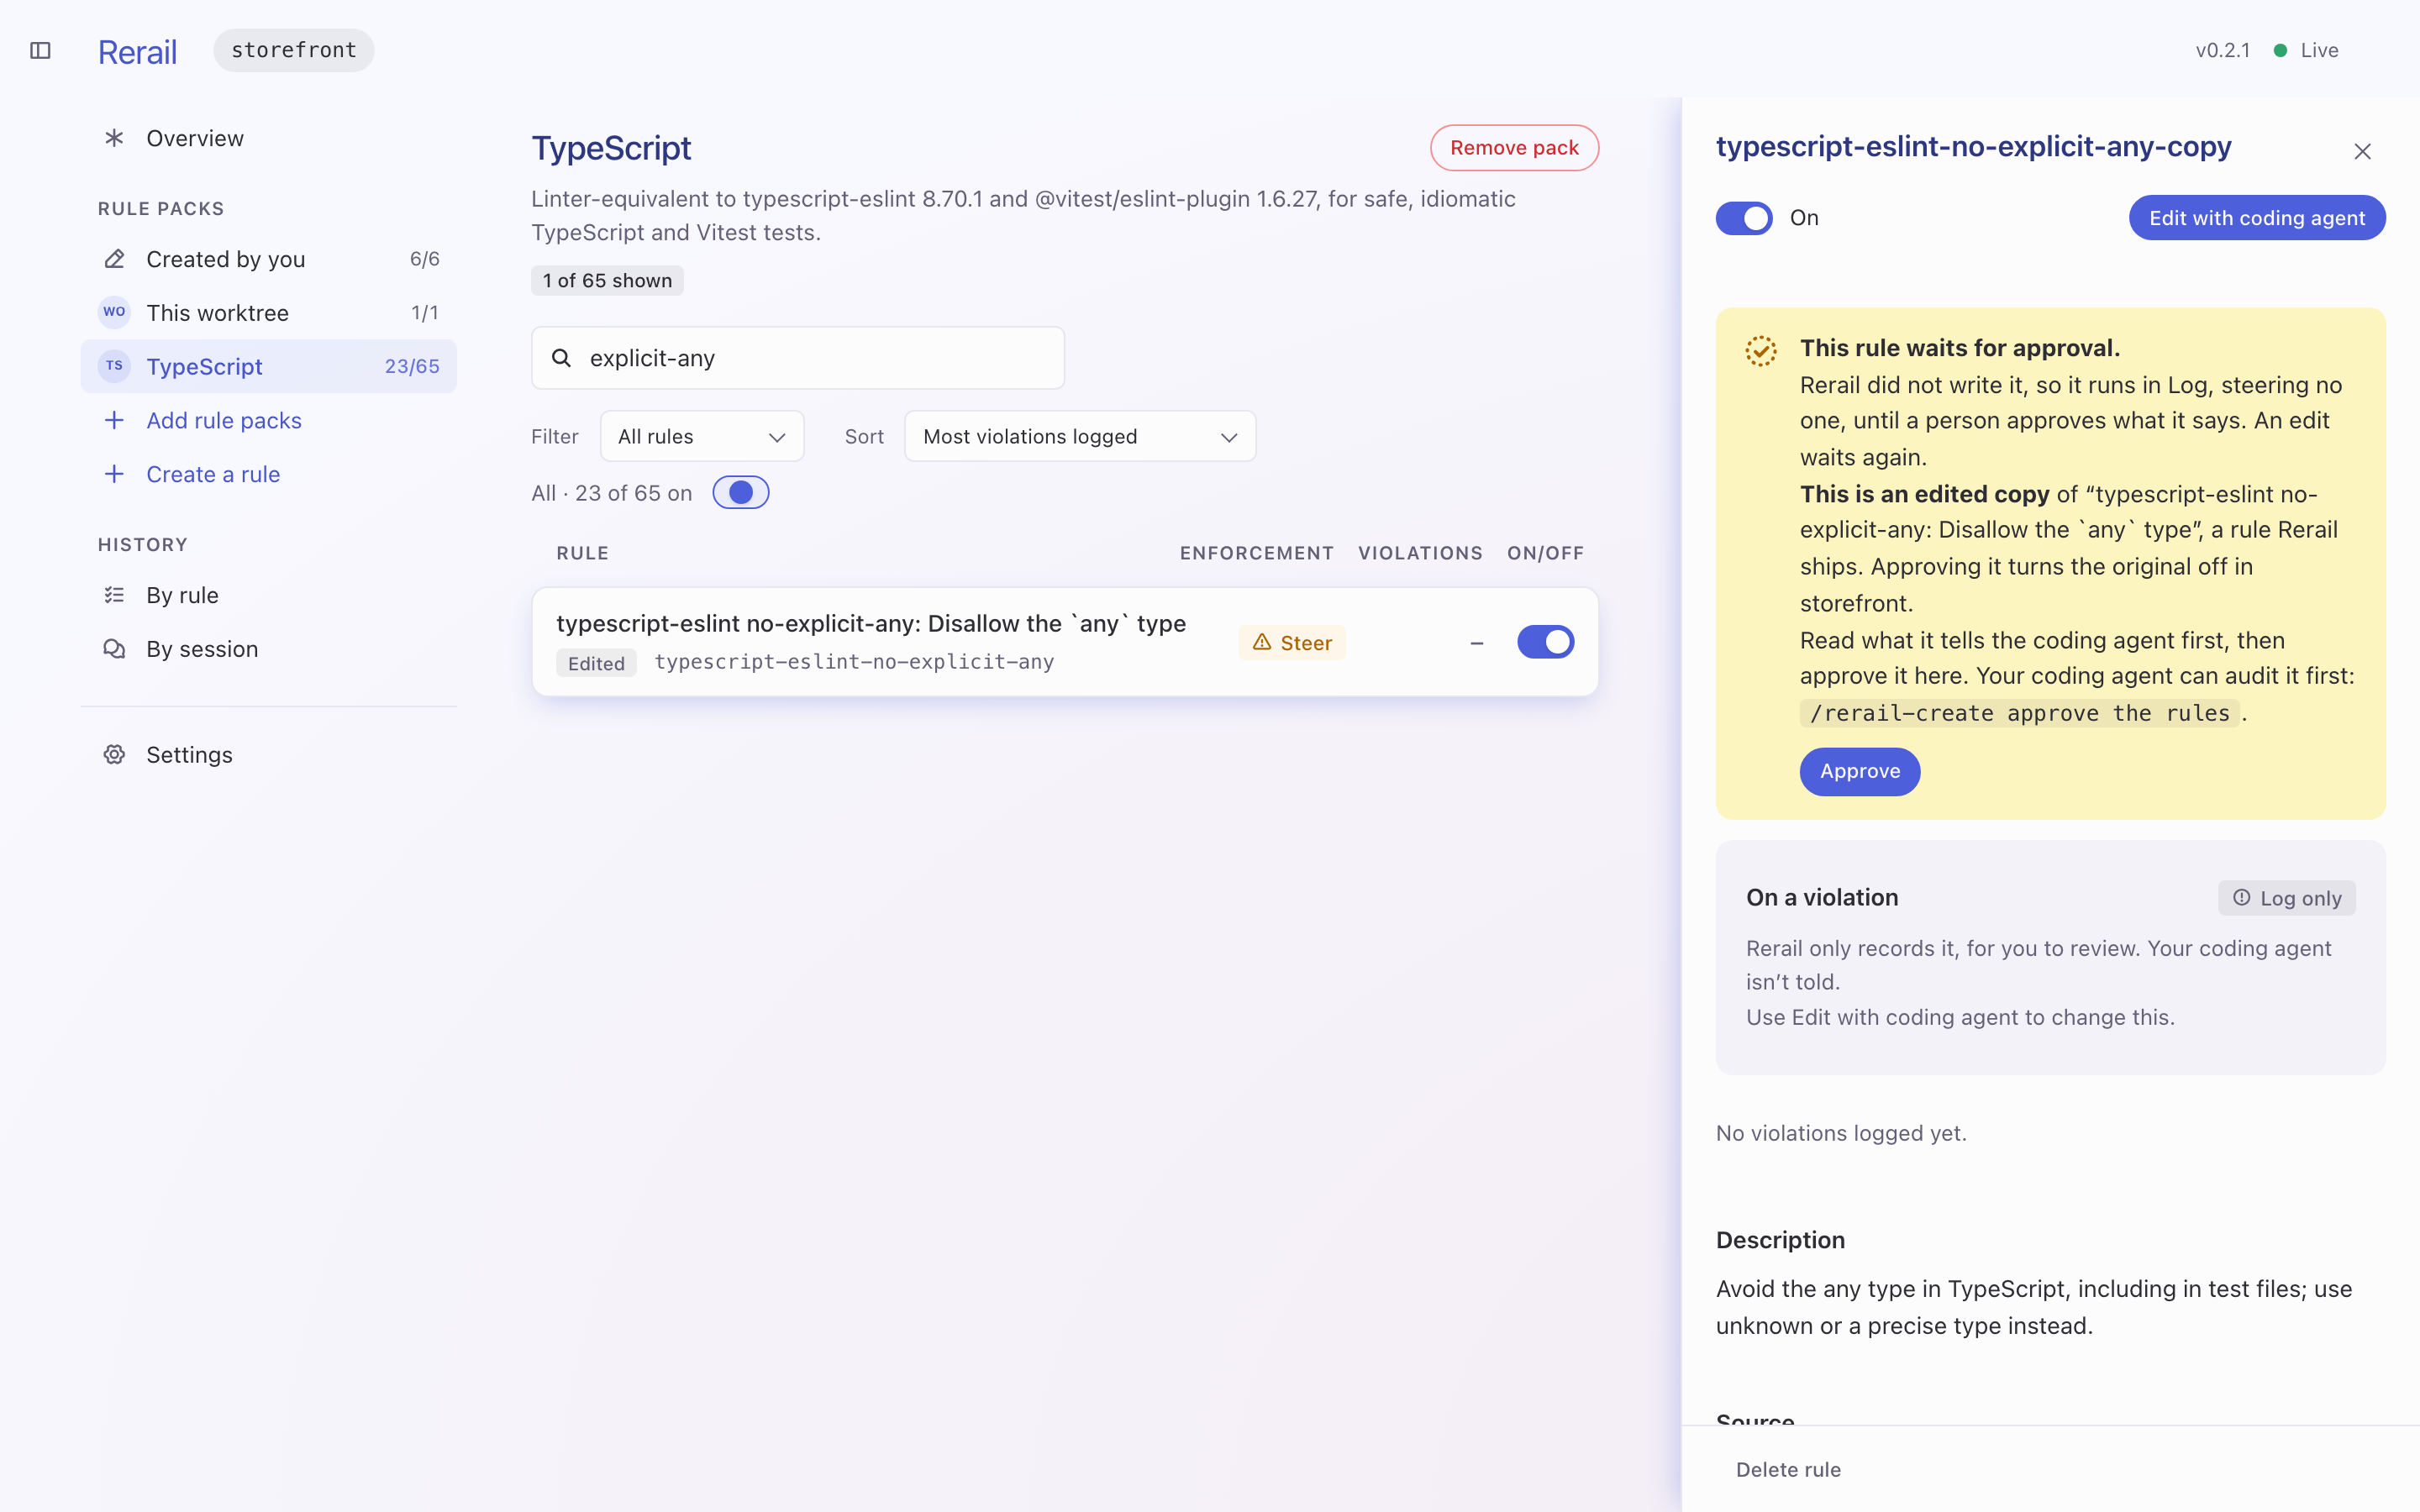 Rerail
storefront
v0.2.1
Live
Overview
RULE PACKS
Created by you
6/6
WO
This worktree
1/1
TS
TypeScript
23/65
Add rule packs
Create a rule
HISTORY
By rule
By session
Settings
TypeScript
Remove pack
Linter-equivalent to typescript-eslint 8.70.1 and @vitest/eslint-plugin 1.6.27, for safe, idiomatic
TypeScript and Vitest tests.
1 of 65 shown
explicit-any
Filter
All rules
Sort
Most violations logged
All · 23 of 65 on
RULE
ENFORCEMENT
VIOLATIONS
ON/OFF
typescript-eslint no-explicit-any: Disallow the `any` type
Edited
typescript-eslint-no-explicit-any
Steer
–
typescript-eslint-no-explicit-any-copy
On
Edit with coding agent
This rule waits for approval.
Rerail did not write it, so it runs in Log, steering no
one, until a person approves what it says. An edit
waits again.
This is an edited copy of “typescript-eslint no-
explicit-any: Disallow the `any` type”, a rule Rerail
ships. Approving it turns the original off in
storefront.
Read what it tells the coding agent first, then
approve it here. Your coding agent can audit it first:
/rerail-create approve the rules.
Approve
On a violation
Log only
Rerail only records it, for you to review. Your coding agent
isn’t told.
Use Edit with coding agent to change this.
No violations logged yet.
Description
Avoid the any type in TypeScript, including in test files; use
unknown or a precise type instead.
Source
Delete rule